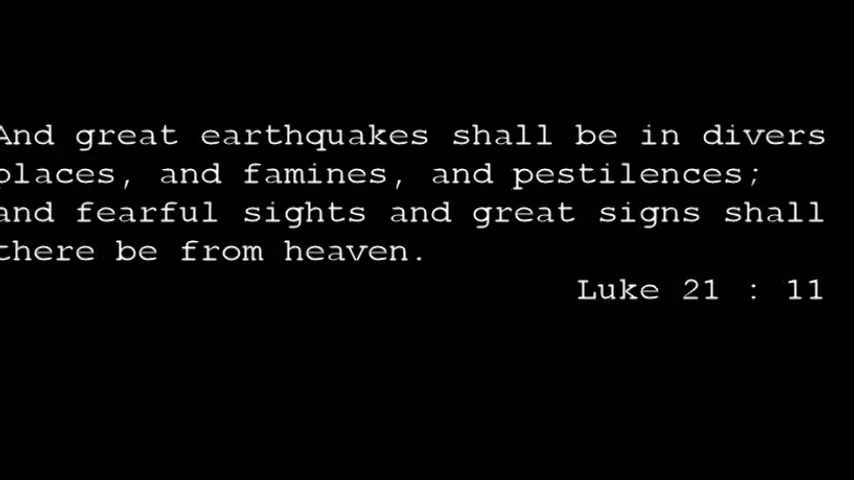 And great earthquakes shall be in divers
places, and famines, and pestilences;
and fearful sights and great signs shall
there be from heaven.
Luke 21 : 11